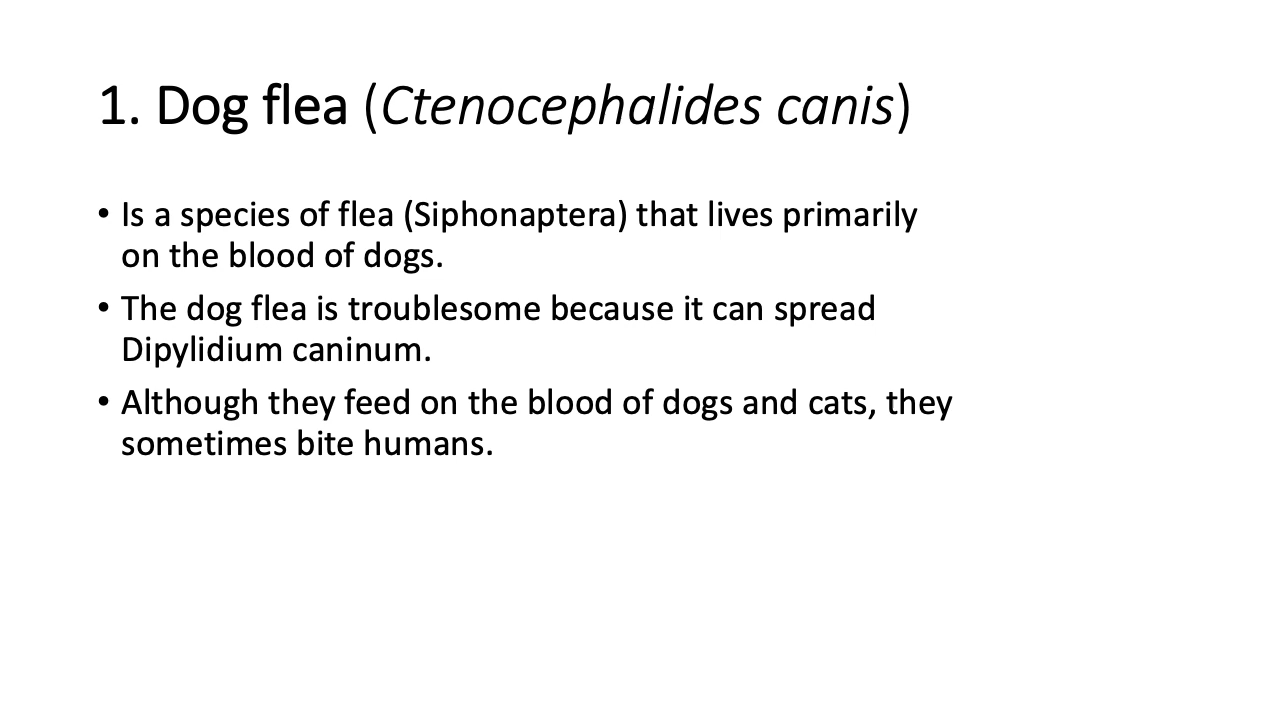 1. Dog flea (Ctenocephalides canis)
• Is a species of flea (Siphonaptera) that lives primarily
on the blood of dogs.
• The dog flea is troublesome because it can spread
Dipylidium caninum.
• Although they feed on the blood of dogs and cats, they
sometimes bite humans.